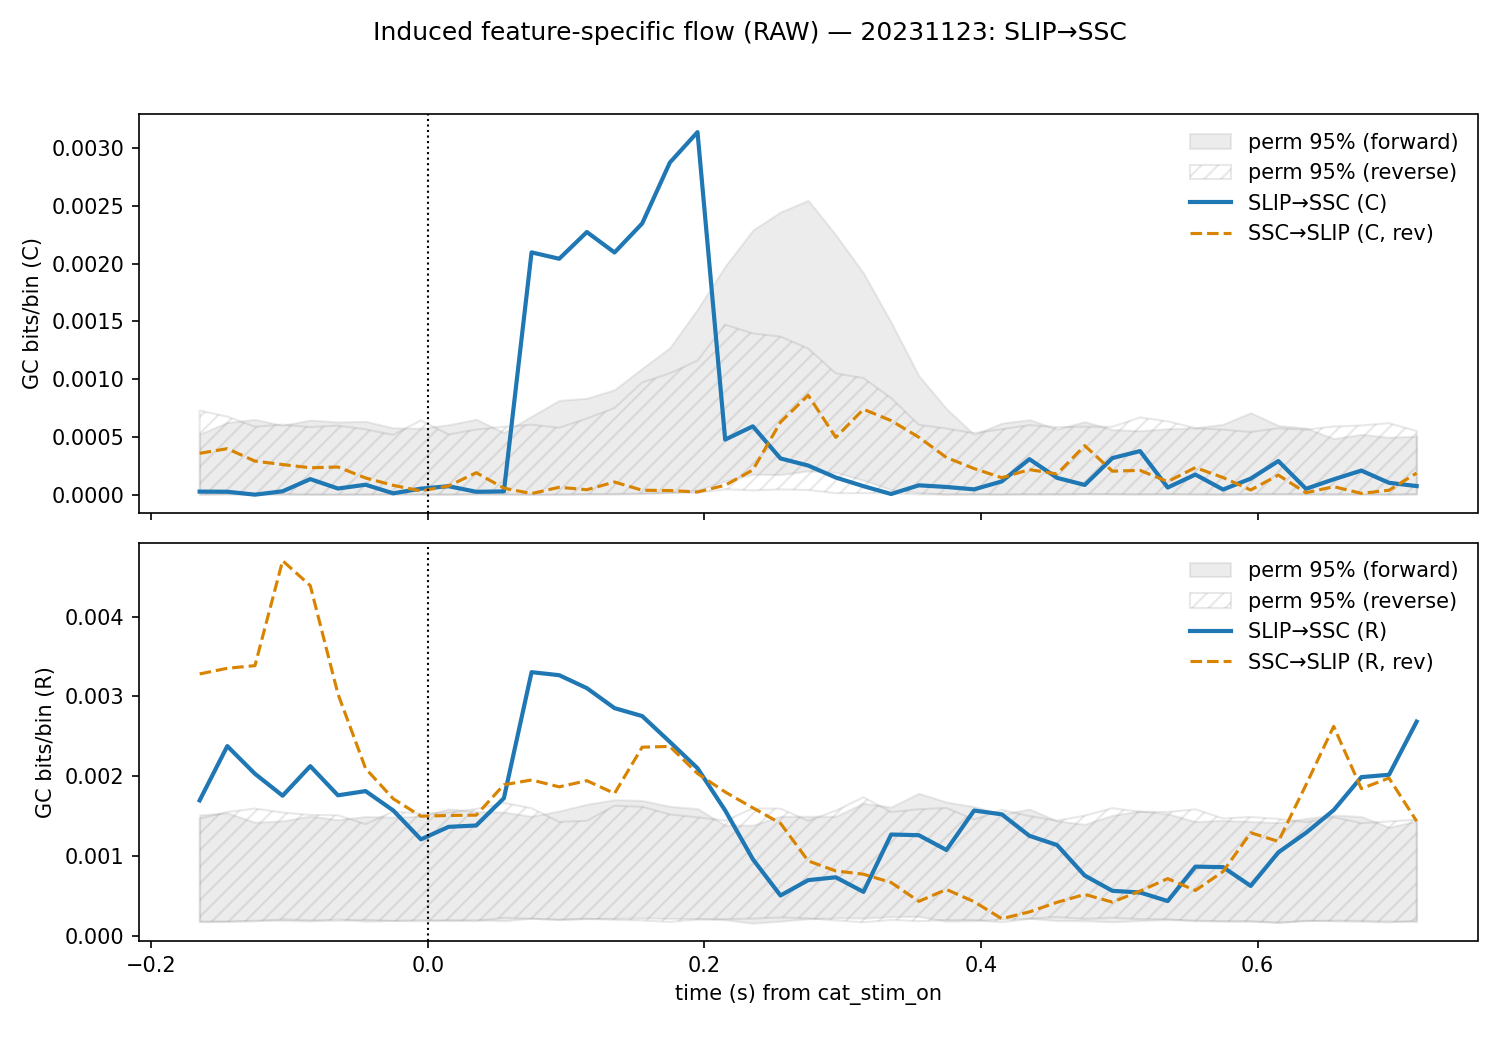 Induced feature-specific flow (RAW) — 20231123: SLIP→SSC
GC bits/bin (C)
0.0030
0.0025
0.0020
0.0015
0.0010
0.0005
0.0000
perm 95% (forward)
perm 95% (reverse)
SLIP→SSC (C)
SSC→SLIP (C, rev)
GC bits/bin (R)
0.004
0.003
0.002
0.001
0.000
perm 95% (forward)
perm 95% (reverse)
SLIP→SSC (R)
SSC→SLIP (R, rev)
−0.2 0.0 0.2 0.4 0.6
time (s) from cat_stim_on